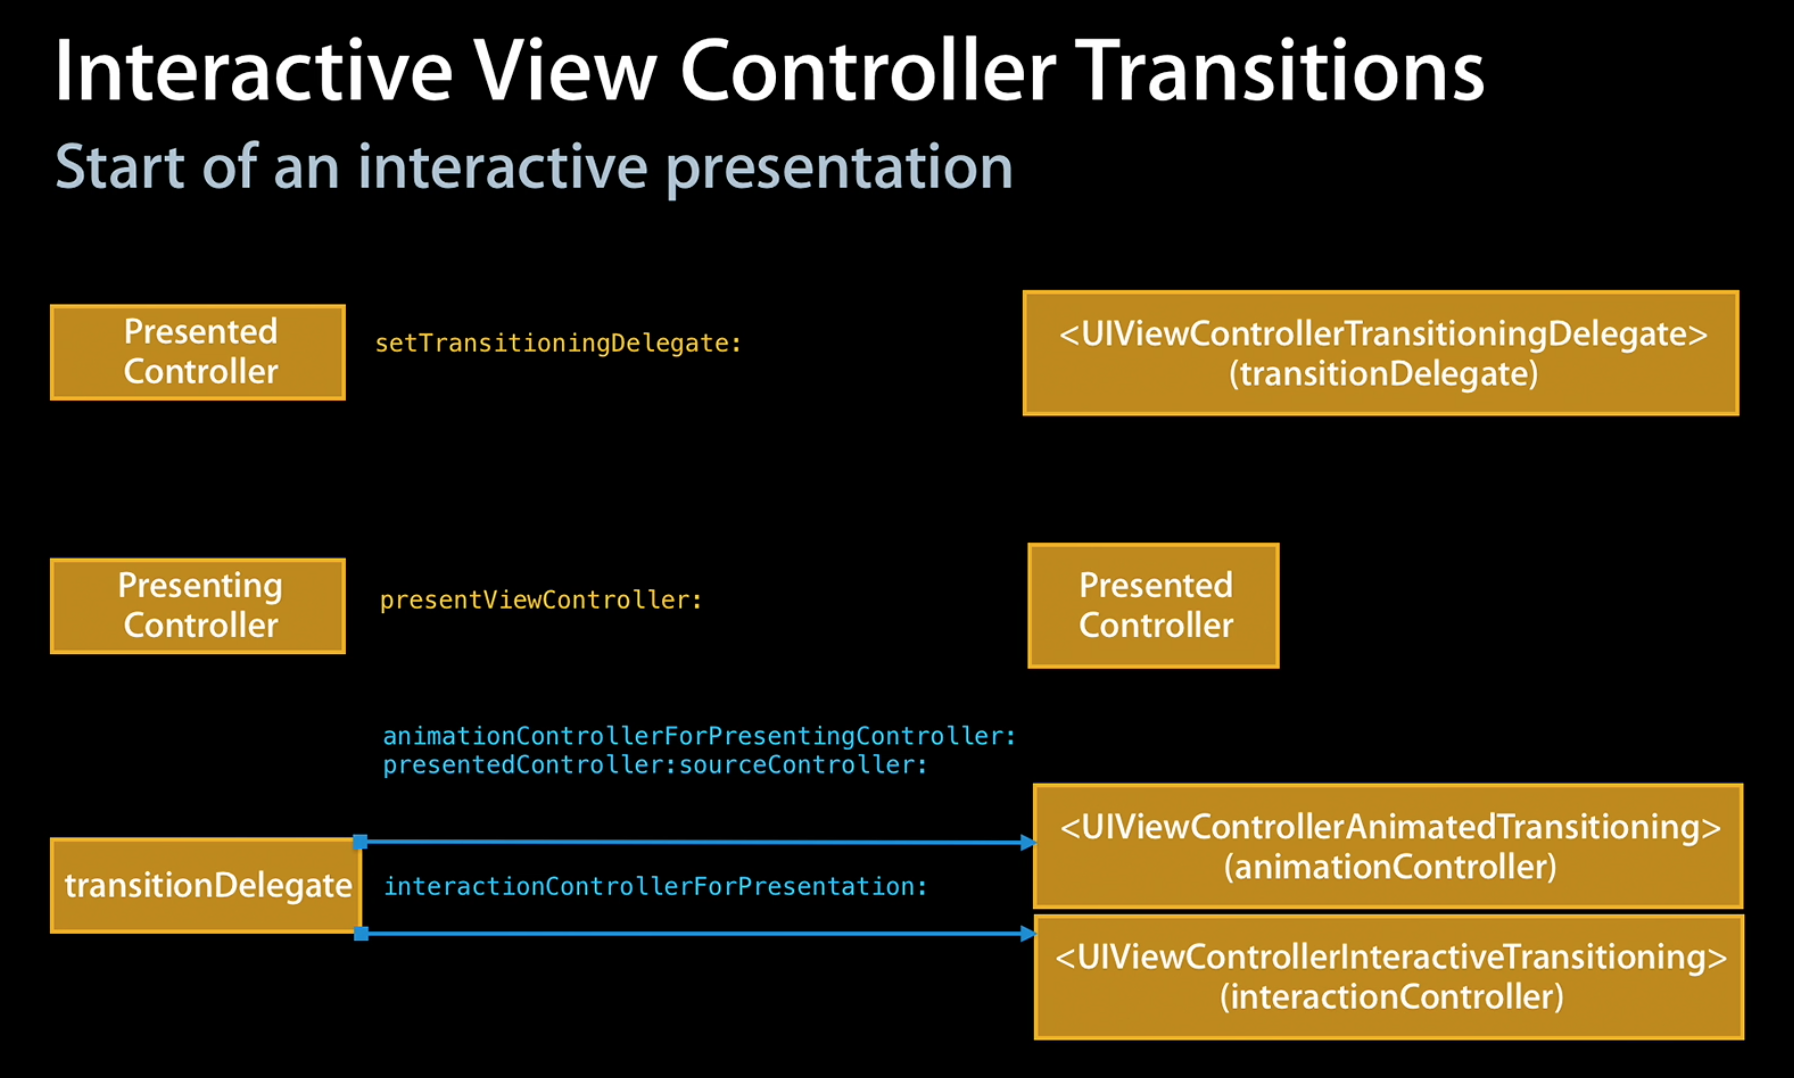 Interactive View Controller Transitions
Start of an interactive presentation
Presented
Controller
setTransitioningDelegate:
<UIViewControllerTransitioningDelegate>
(transitionDelegate)
Presenting
Controller
presentViewController:
Presented
Controller
animationControllerForPresentingController:
presentedController:sourceController:
transitionDelegate
<UIViewControllerAnimatedTransitioning>
(animationController)
interactionControllerForPresentation:
<UIViewControllerInteractiveTransitioning>
(interactionController)